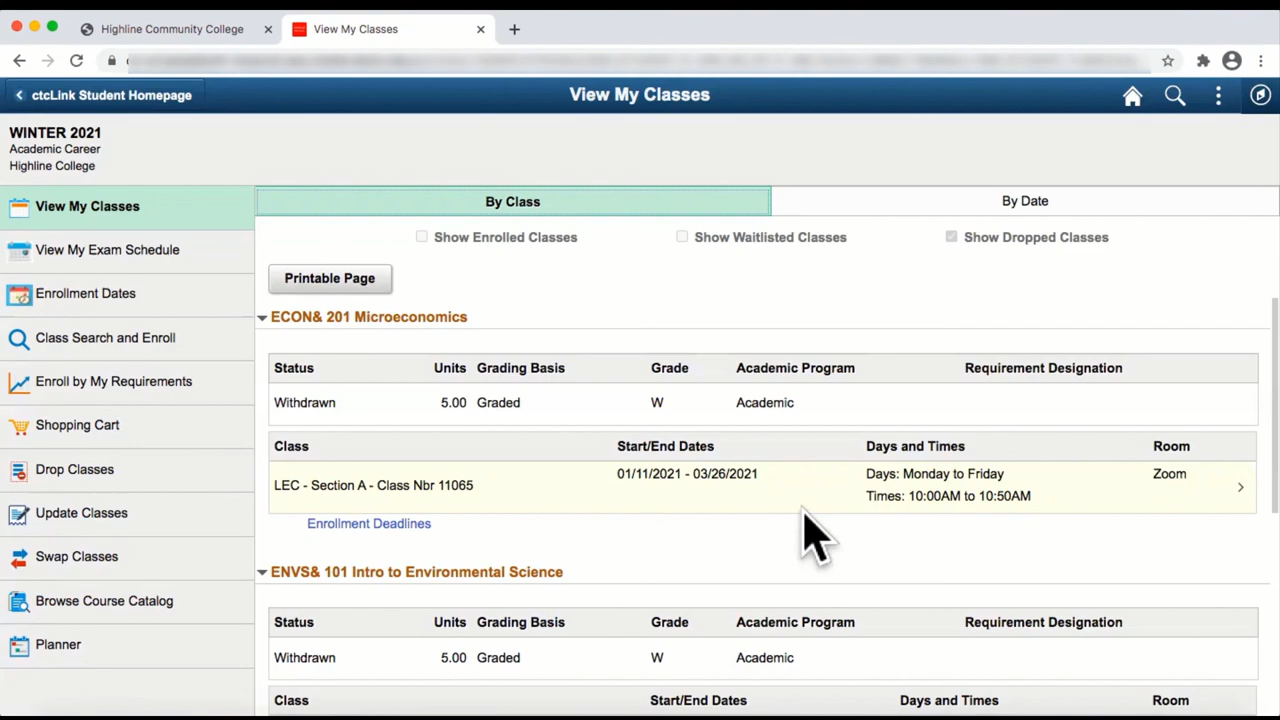 Highline Community College
View My Classes
ctcLink Student Homepage
View My Classes
WINTER 2021
Academic Career
Highline College
View My Classes
View My Exam Schedule
Enrollment Dates
Class Search and Enroll
Enroll by My Requirements
Shopping Cart
Drop Classes
Update Classes
Swap Classes
Browse Course Catalog
Planner
By Class By Date
Show Enrolled Classes Show Waitlisted Classes Show Dropped Classes
Printable Page
ECON& 201 Microeconomics
Status Units Grading Basis Grade Academic Program Requirement Designation
Withdrawn 5.00 Graded W Academic
Class Start/End Dates Days and Times Room
LEC - Section A - Class Nbr 11065 01/11/2021 - 03/26/2021 Days: Monday to Friday Zoom
Times: 10:00AM to 10:50AM
Enrollment Deadlines
ENVS& 101 Intro to Environmental Science
Status Units Grading Basis Grade Academic Program Requirement Designation
Withdrawn 5.00 Graded W Academic
Class Start/End Dates Days and Times Room